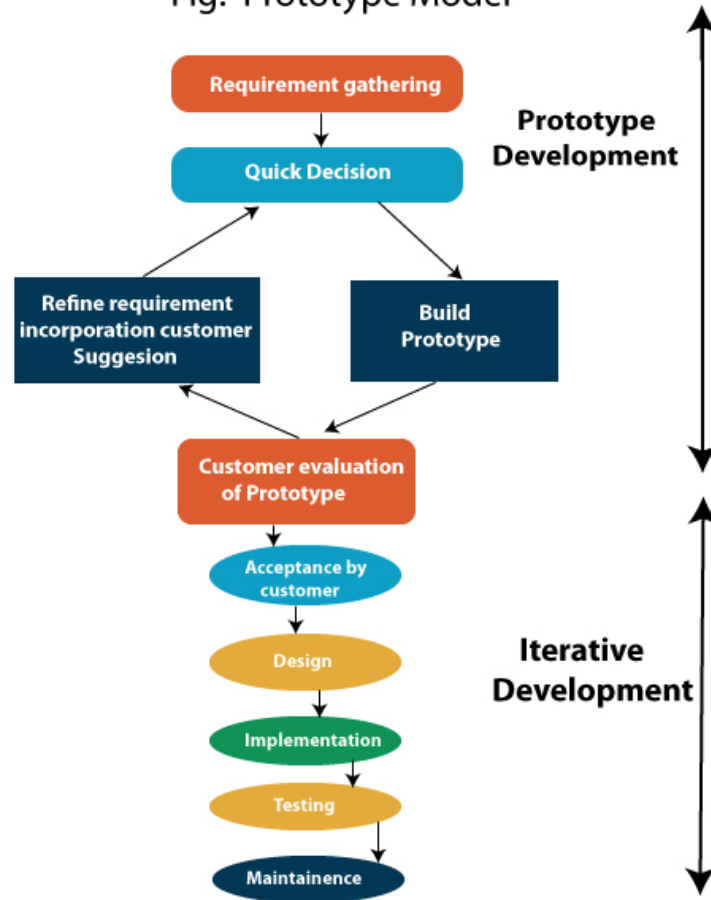 Fig. Prototype Model
Requirement gathering
Prototype
Development
Quick Decision
Refine requirement
incorporation customer
Suggesion
Build
Prototype
Customer evaluation
of Prototype
Acceptance by
customer
Design
Iterative
Development
Implementation
Testing
Maintainence